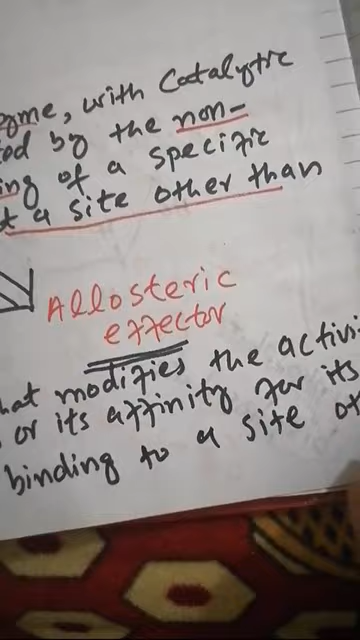 zyme, with Catalytic
ted by the non-
ing of a specific
t a site other than
Allosteric
effector
hat modifies the activi
or its affinity for its
binding to a site ot